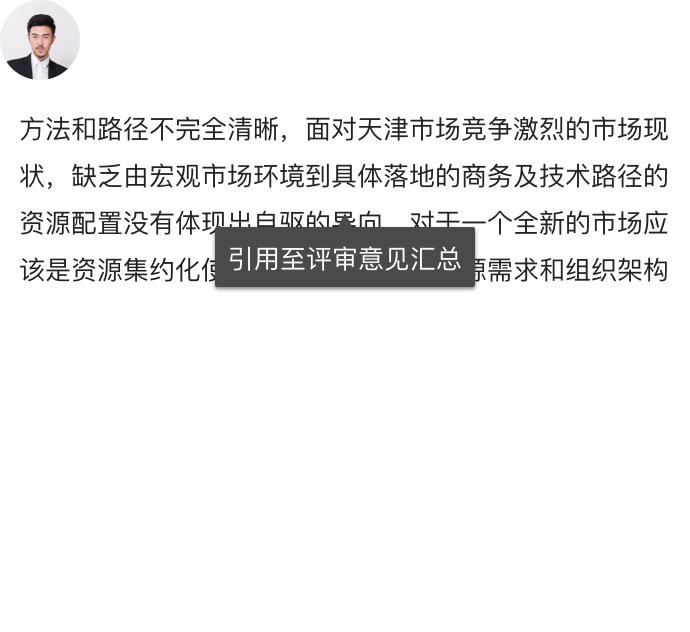 方法和路径不完全清晰，面对天津市场竞争激烈的市场现
状，缺乏由宏观市场环境到具体落地的商务及技术路径的
资源配置没有体现出自驱的导向，对于一个全新的市场应
该是资源集约化使源需求和组织架构
引用至评审意见汇总